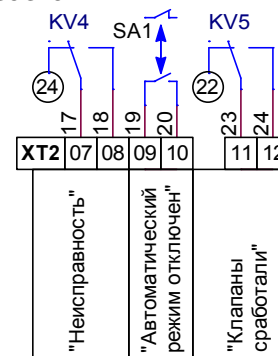 KV4
SA1
KV5
24
22
17
18
19
20
23
24
XT2
07
08
09
10
11
12
"Неисправность"
"Автоматический
режим отключен"
"Клапаны
сработали"